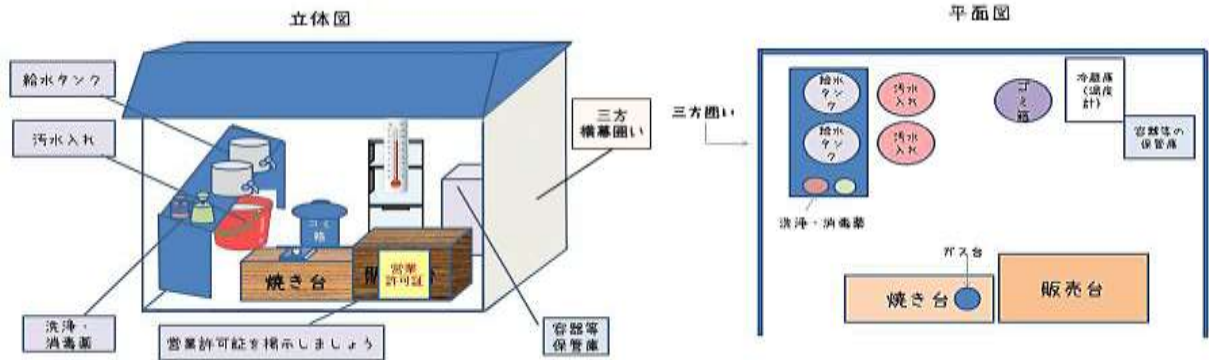 立体図
給水タンク
汚水入れ
三方
横幕囲い
ゴミ
箱
焼き台
営業
許可証
洗浄・
消毒薬
営業許可証を掲示しましょう
容器等
保管庫
平面図
三方囲い
給水
タン
ク
汚水
入れ
給水
タン
ク
汚水
入れ
ゴミ
箱
冷蔵庫
(温度
計)
容器等の
保管庫
洗浄・消毒薬
ガス台
焼き台
販売台